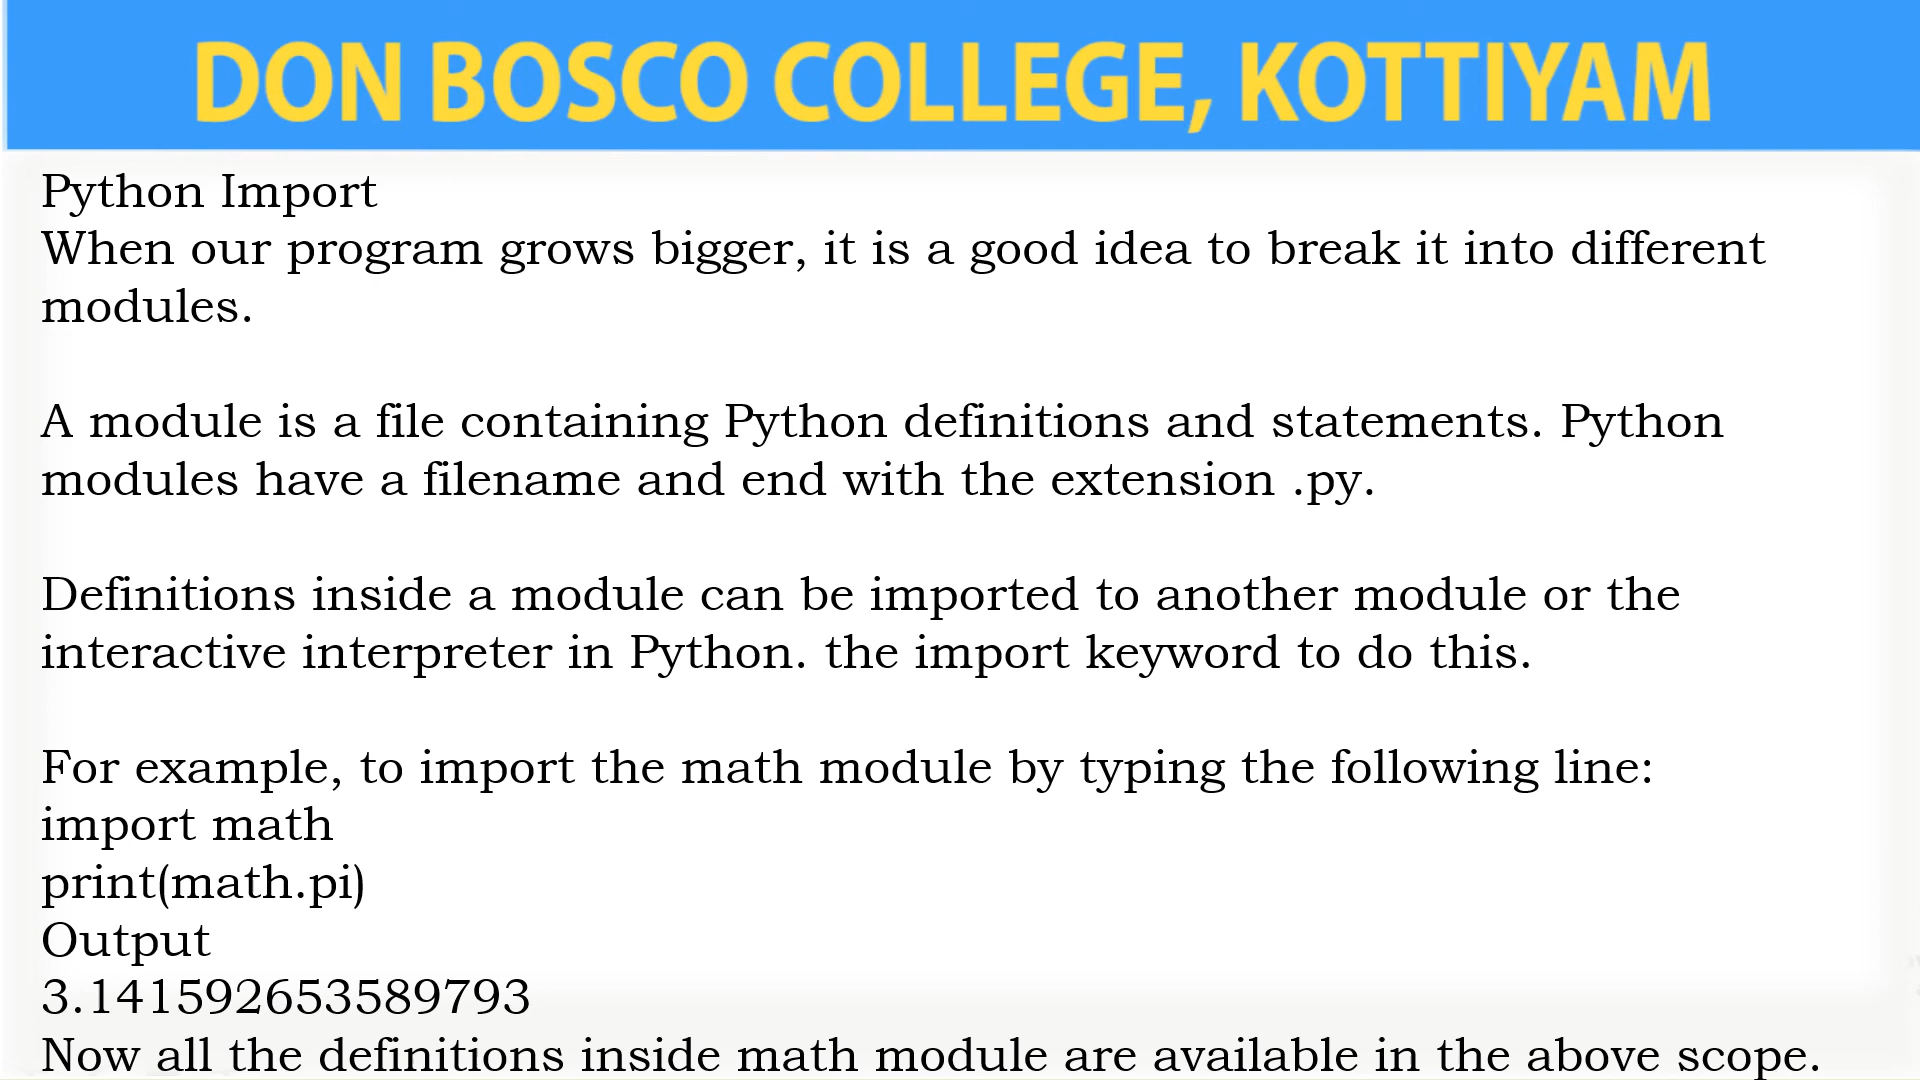 DON BOSCO COLLEGE, KOTTIYAM
Python Import
When our program grows bigger, it is a good idea to break it into different
modules.
A module is a file containing Python definitions and statements. Python
modules have a filename and end with the extension .py.
Definitions inside a module can be imported to another module or the
interactive interpreter in Python. the import keyword to do this.
For example, to import the math module by typing the following line:
import math
print(math.pi)
Output
3.141592653589793
Now all the definitions inside math module are available in the above scope.